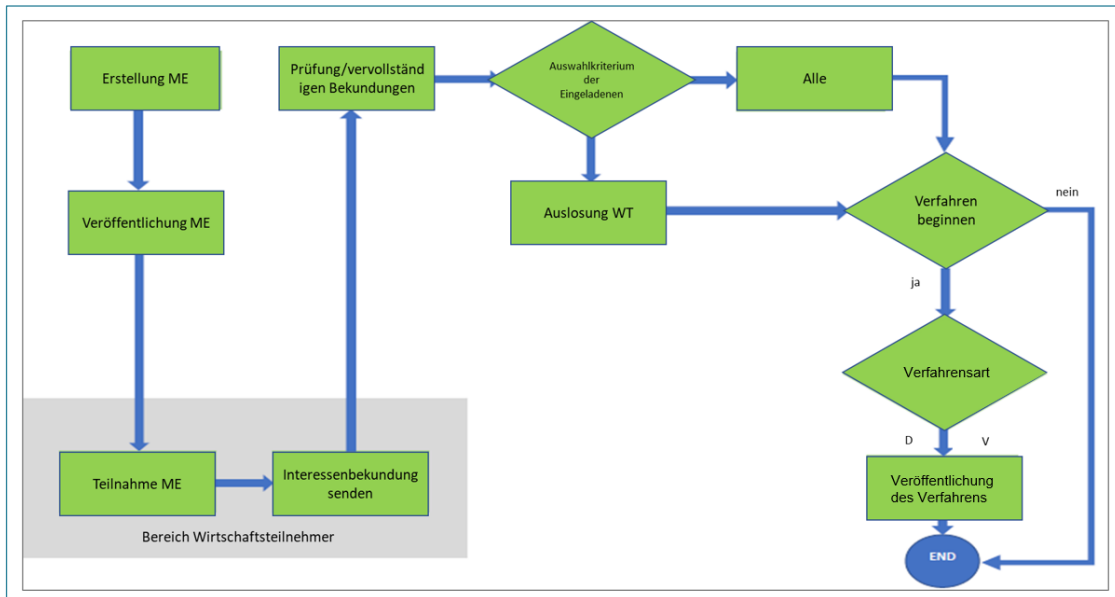 Erstellung ME
Veröffentlichung ME
Teilnahme ME
Interessenbekundung
senden
Bereich Wirtschaftsteilnehmer
Prüfung/vervollständ
igen Bekundungen
Auswahlkriterium
der
Eingeladenen
Alle
Auslosung WT
Verfahren
beginnen
nein
ja
Verfahrensart
D V
Veröffentlichung
des Verfahrens
END